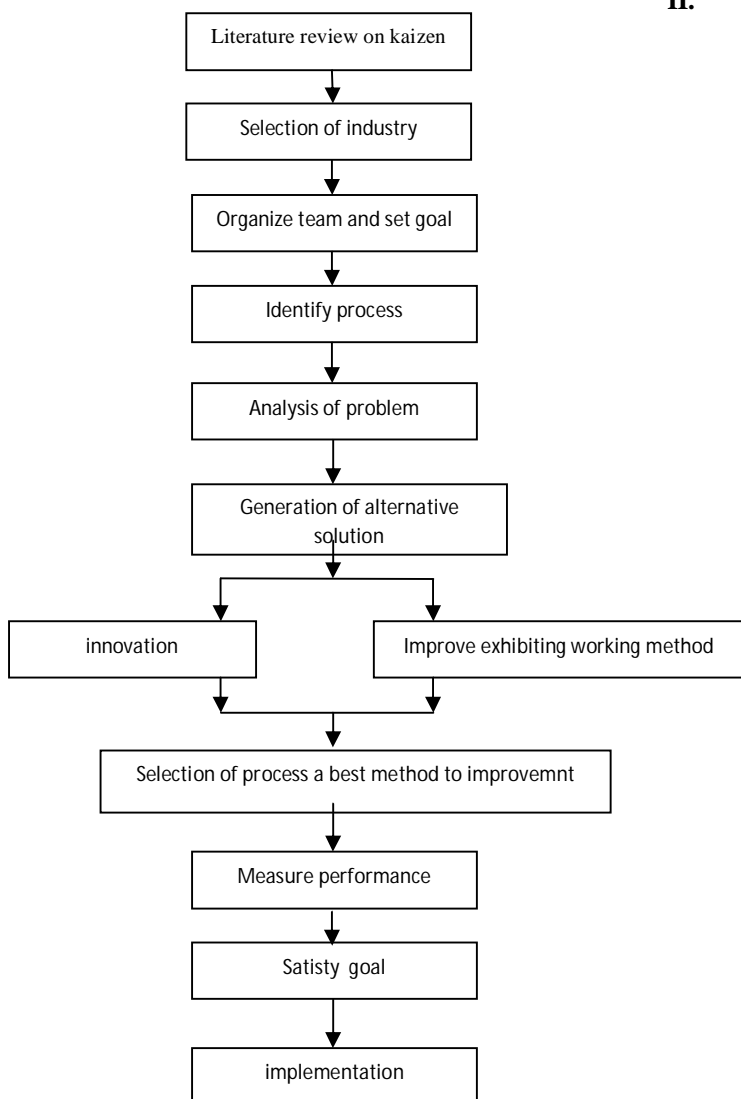 II.
Literature review on kaizen
Selection of industry
Organize team and set goal
Identify process
Analysis of problem
Generation of alternative
solution
innovation
Improve exhibiting working method
Selection of process a best method to improvemnt
Measure performance
Satisty goal
implementation